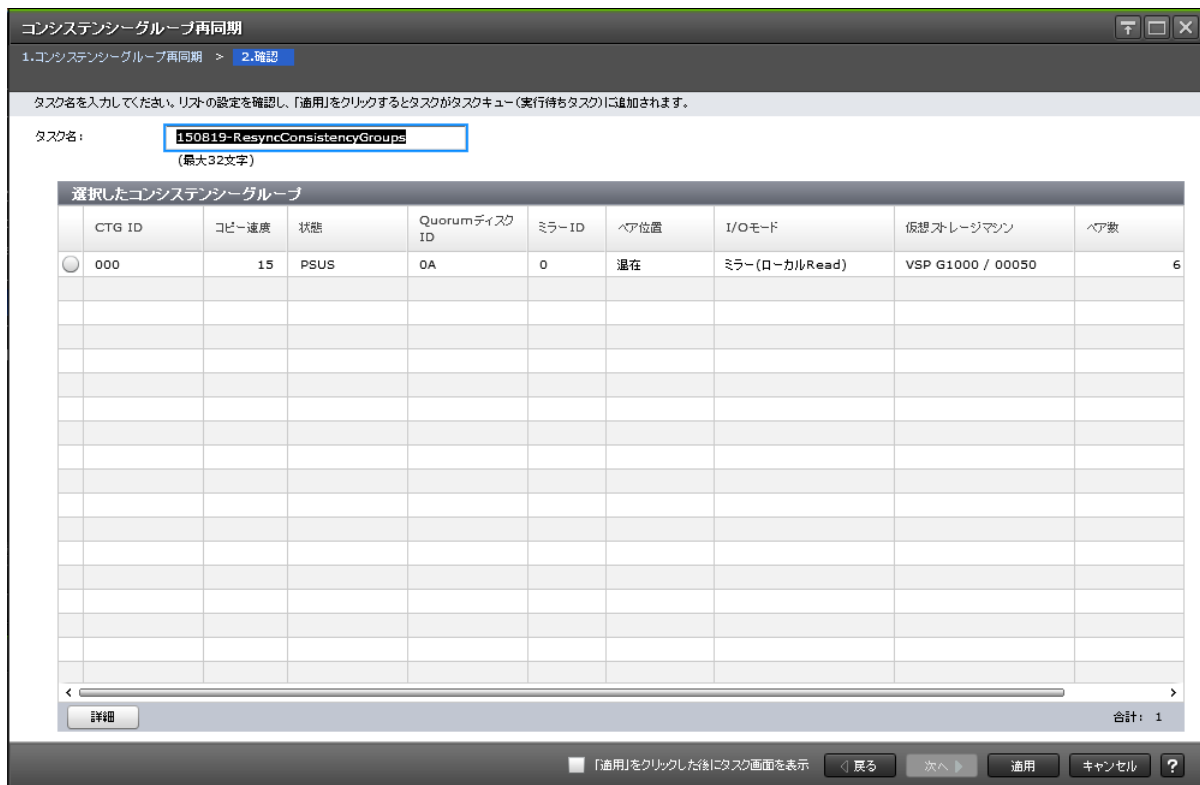 コンシステンシーグループ再同期
1.コンシステンシーグループ再同期 > 2.確認
タスク名を入力してください。リストの設定を確認し、「適用」をクリックするとタスクがタスクキュー(実行待ちタスク)に追加されます。
タスク名: 150819-ResyncConsistencyGroups
(最大32文字)
選択したコンシステンシーグループ
CTG ID コピー速度 状態 Quorumディスク ID ミラーID ペア位置 I/Oモード 仮想ストレージマシン ペア数
000 15 PSUS 0A 0 混在 ミラー(ローカルRead) VSP G1000 / 00050 6
詳細 合計: 1
「適用」をクリックした後にタスク画面を表示 戻る 次へ 適用 キャンセル ?